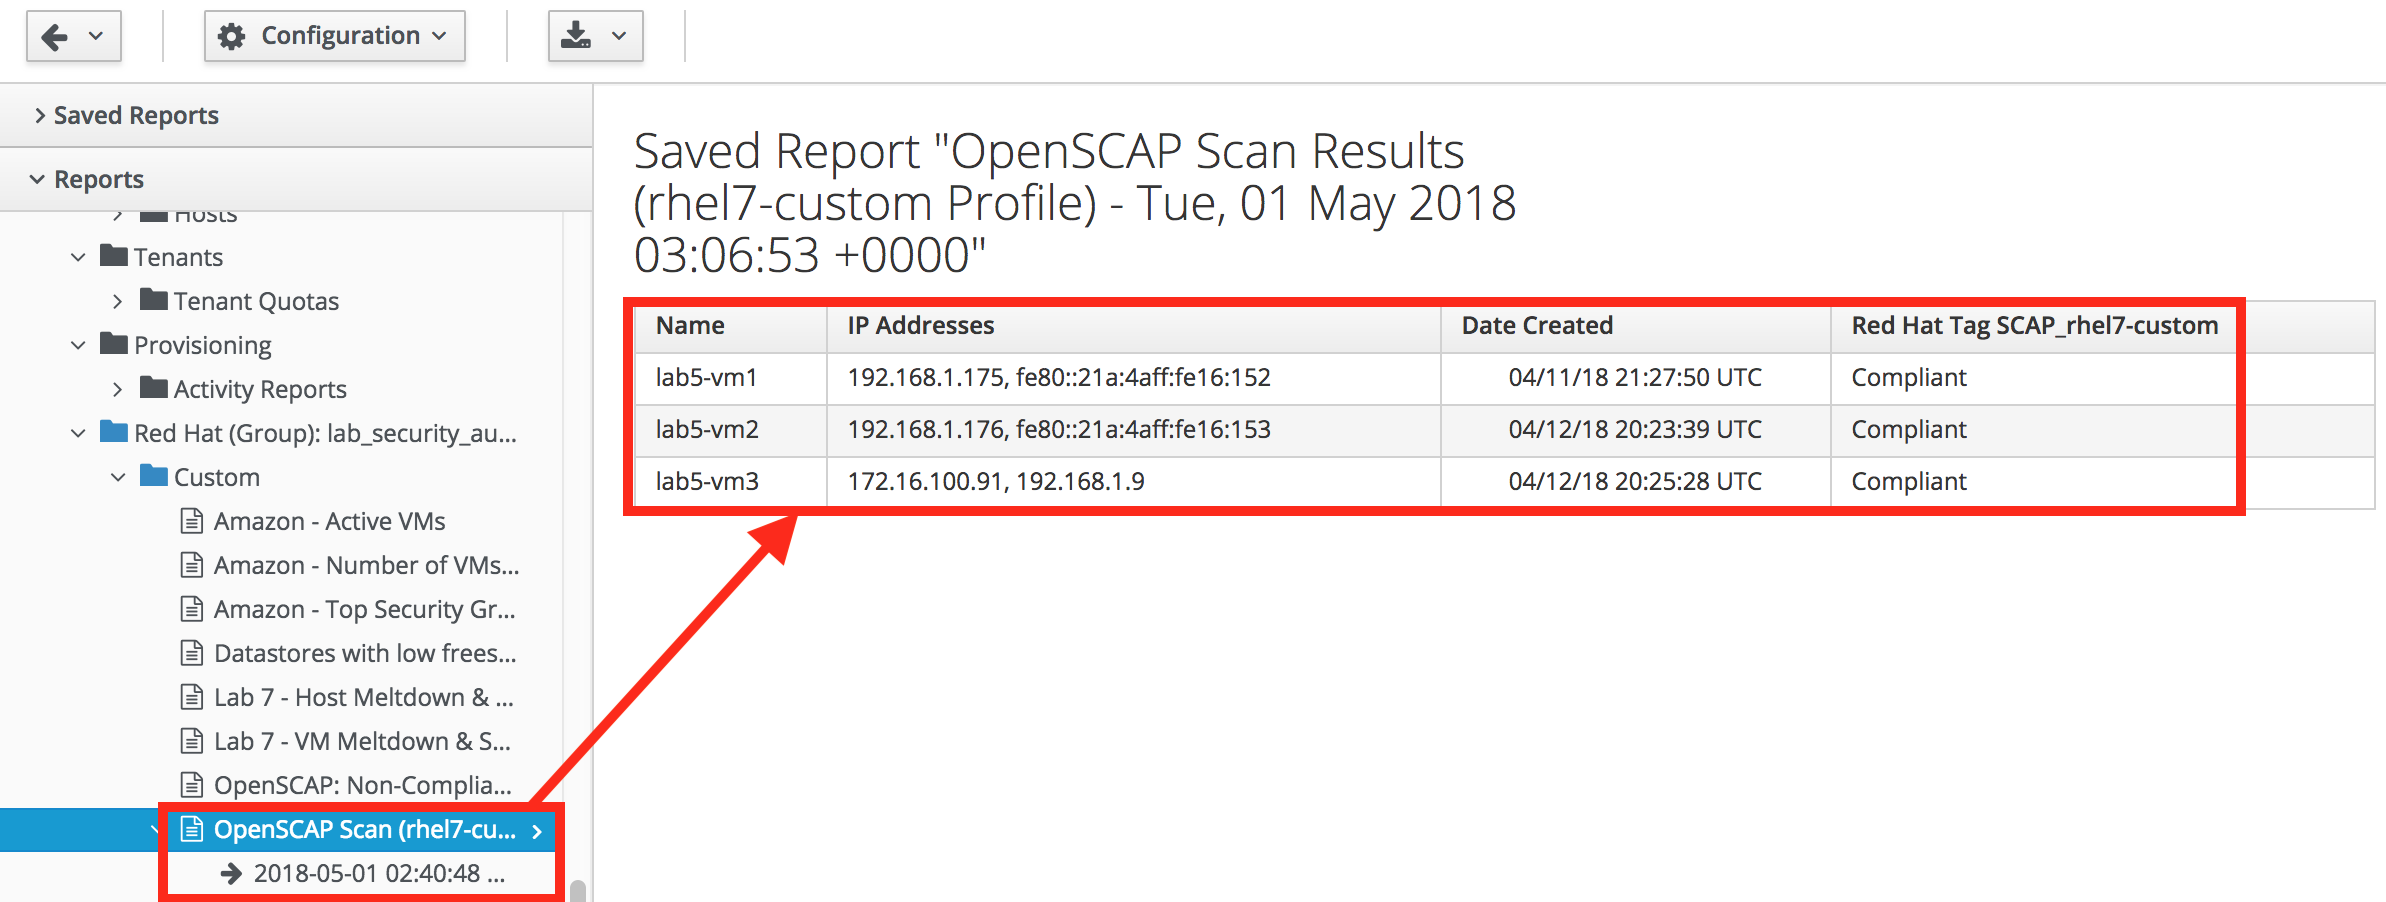 Configuration
Saved Reports
Reports
Hosts
Tenants
Tenant Quotas
Provisioning
Activity Reports
Red Hat (Group): lab_security_au...
Custom
Amazon - Active VMs
Amazon - Number of VMs...
Amazon - Top Security Gr...
Datastores with low frees...
Lab 7 - Host Meltdown & ...
Lab 7 - VM Meltdown & S...
OpenSCAP: Non-Complia...
OpenSCAP Scan (rhel7-cu...
2018-05-01 02:40:48 ...
Saved Report "OpenSCAP Scan Results
(rhel7-custom Profile) - Tue, 01 May 2018
03:06:53 +0000"
Name IP Addresses Date Created Red Hat Tag SCAP_rhel7-custom
lab5-vm1 192.168.1.175, fe80::21a:4aff:fe16:152 04/11/18 21:27:50 UTC Compliant
lab5-vm2 192.168.1.176, fe80::21a:4aff:fe16:153 04/12/18 20:23:39 UTC Compliant
lab5-vm3 172.16.100.91, 192.168.1.9 04/12/18 20:25:28 UTC Compliant